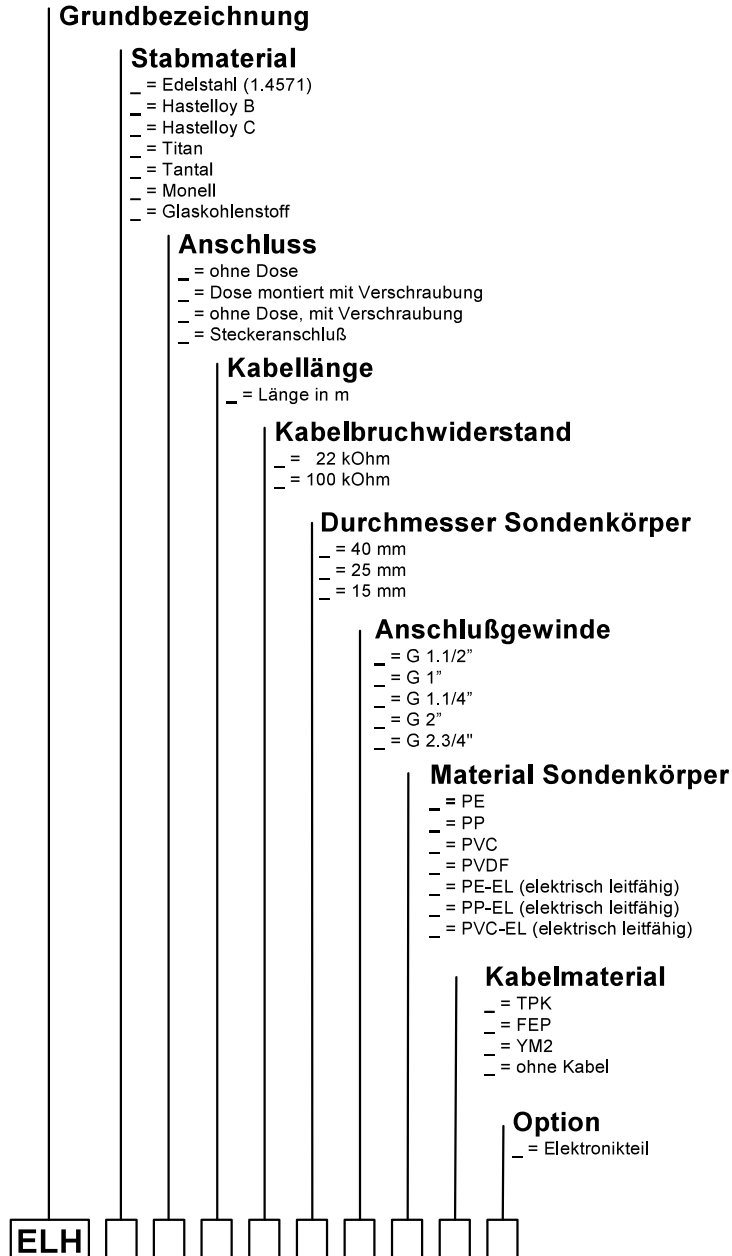 Grundbezeichnung
Stabmaterial
_ = Edelstahl (1.4571)
_ = Hastelloy B
_ = Hastelloy C
_ = Titan
_ = Tantal
_ = Monell
_ = Glaskohlenstoff
Anschluss
_ = ohne Dose
_ = Dose montiert mit Verschraubung
_ = ohne Dose, mit Verschraubung
_ = Steckeranschluß
Kabellänge
_ = Länge in m
Kabelbruchwiderstand
_ = 22 kOhm
_ = 100 kOhm
Durchmesser Sondenkörper
_ = 40 mm
_ = 25 mm
_ = 15 mm
Anschlußgewinde
_ = G 1.1/2”
_ = G 1”
_ = G 1.1/4”
_ = G 2”
_ = G 2.3/4"
Material Sondenkörper
_ = PE
_ = PP
_ = PVC
_ = PVDF
_ = PE-EL (elektrisch leitfähig)
_ = PP-EL (elektrisch leitfähig)
_ = PVC-EL (elektrisch leitfähig)
Kabelmaterial
_ = TPK
_ = FEP
_ = YM2
_ = ohne Kabel
Option
_ = Elektronikteil
ELH